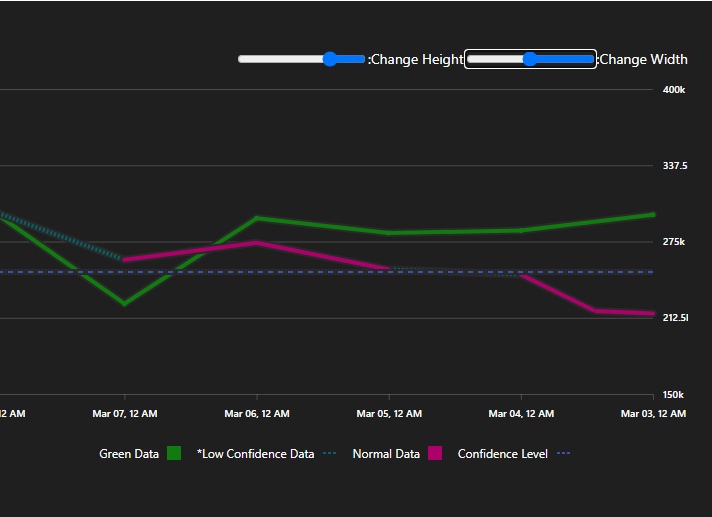 :Change Height :Change Width
400k
337.5
275k
212.5
150k
12 AM Mar 07, 12 AM Mar 06, 12 AM Mar 05, 12 AM Mar 04, 12 AM Mar 03, 12 AM
Green Data *Low Confidence Data Normal Data Confidence Level